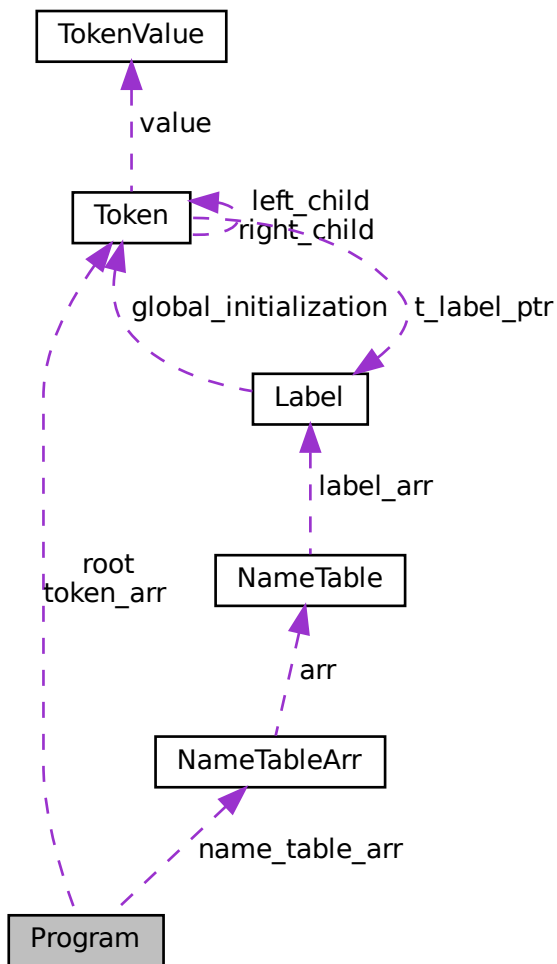 TokenValue
value
Token
left_child
right_child
global_initialization
t_label_ptr
Label
label_arr
root
token_arr
NameTable
arr
NameTableArr
name_table_arr
Program